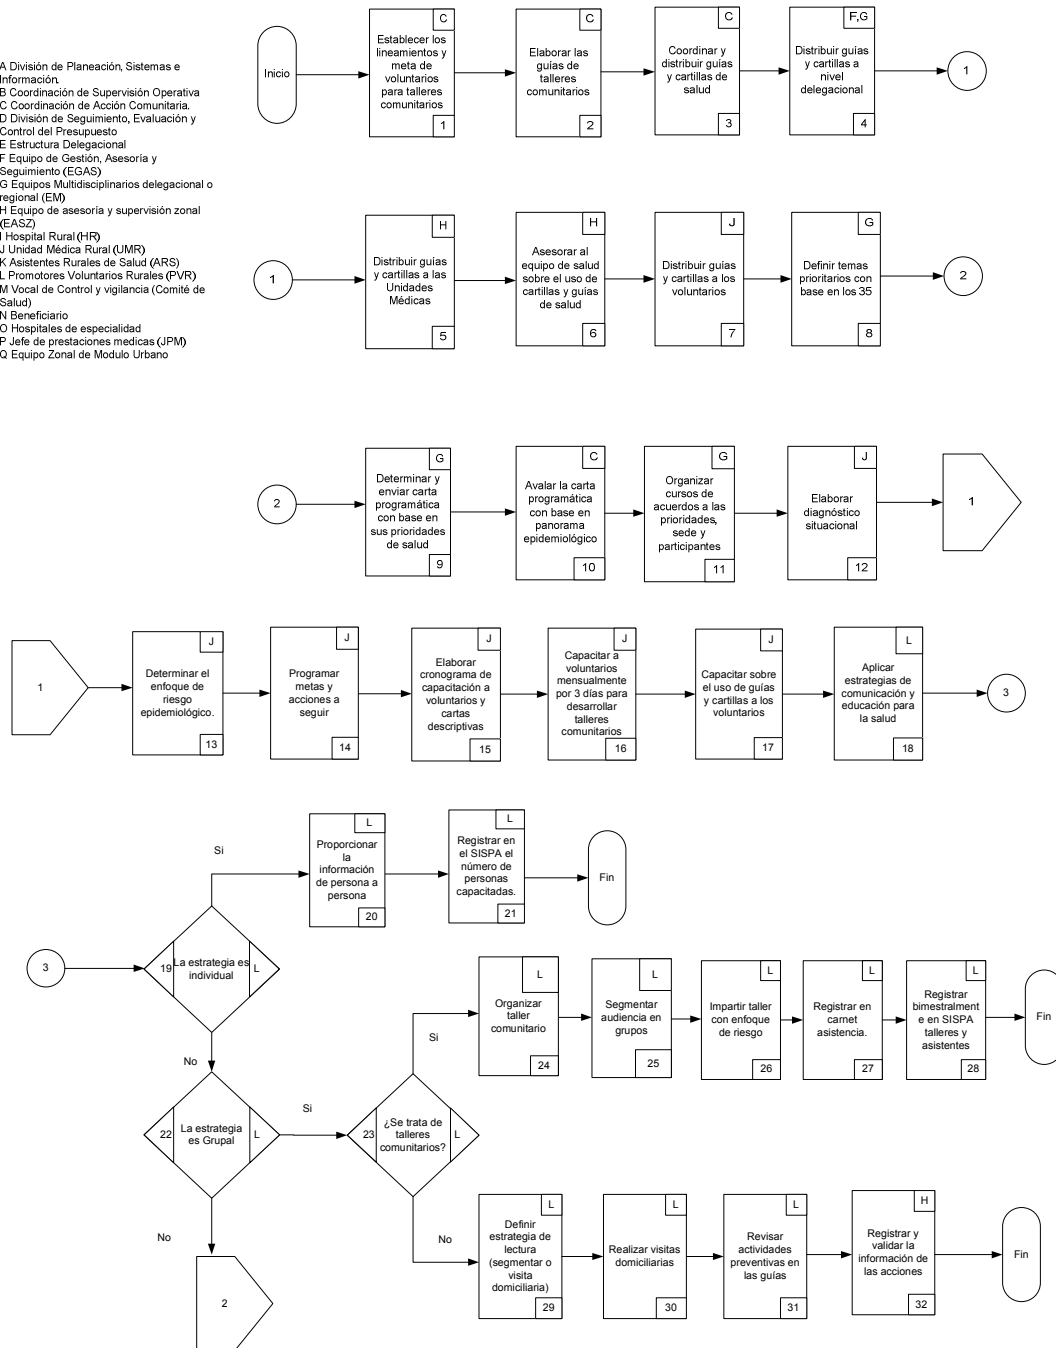 A División de Planeación, Sistemas e
Información.
B Coordinación de Supervisión Operativa
C Coordinación de Acción Comunitaria.
D División de Seguimiento, Evaluación y
Control del Presupuesto
E Estructura Delegacional
F Equipo de Gestión, Asesoría y
Seguimiento (EGAS)
G Equipos Multidisciplinarios delegacional o
regional (EM)
H Equipo de asesoría y supervisión zonal
(EASZ)
I Hospital Rural (HR)
J Unidad Médica Rural (UMR)
K Asistentes Rurales de Salud (ARS)
L Promotores Voluntarios Rurales (PVR)
M Vocal de Control y vigilancia (Comité de
Salud)
N Beneficiario
O Hospitales de especialidad
P Jefe de prestaciones medicas (JPM)
Q Equipo Zonal de Modulo Urbano
Inicio
C
Establecer los
lineamientos y
meta de
voluntarios
para talleres
comunitarios
1
C
Elaborar las
guías de
talleres
comunitarios
2
C
Coordinar y
distribuir guías
y cartillas de
salud
3
F,G
Distribuir guías
y cartillas a
nivel
delegacional
4
1
1
H
Distribuir guías
y cartillas a las
Unidades
Médicas
5
H
Asesorar al
equipo de salud
sobre el uso de
cartillas y guías
de salud
6
J
Distribuir guías
y cartillas a los
voluntarios
7
G
Definir temas
prioritarios con
base en los 35
8
2
2
G
Determinar y
enviar carta
programática
con base en
sus prioridades
de salud
9
C
Avalar la carta
programática
con base en
panorama
epidemiológico
10
G
Organizar
cursos de
acuerdos a las
prioridades,
sede y
participantes
11
J
Elaborar
diagnóstico
situacional
12
1
1
J
Determinar el
enfoque de
riesgo
epidemiológico.
13
J
Programar
metas y
acciones a
seguir
14
J
Elaborar
cronograma de
capacitación a
voluntarios y
cartas
descriptivas
15
J
Capacitar a
voluntarios
mensualmente
por 3 días para
desarrollar
talleres
comunitarios
16
J
Capacitar sobre
el uso de guías
y cartillas a los
voluntarios
17
L
Aplicar
estrategias de
comunicación y
educación para
la salud
18
3
3
19
La estrategia es
individual
L
Si
L
Proporcionar
la
información
de persona a
persona
20
L
Registrar en
el SISPA el
número de
personas
capacitadas.
21
Fin
No
22
La estrategia
es Grupal
L
Si
23
¿Se trata de
talleres
comunitarios?
L
Si
L
Organizar
taller
comunitario
24
L
Segmentar
audiencia en
grupos
25
L
Impartir taller
con enfoque de
riesgo
26
L
Registrar en
carnet
asistencia.
27
L
Registrar
bimestralment
e en SISPA
talleres y
asistentes
28
Fin
No
2
No
L
Definir
estrategia de
lectura
(segmentar o
visita
domiciliaria)
29
L
Realizar visitas
domiciliarias
30
L
Revisar
actividades
preventivas en
las guías
31
H
Registrar y
validar la
información de
las acciones
32
Fin